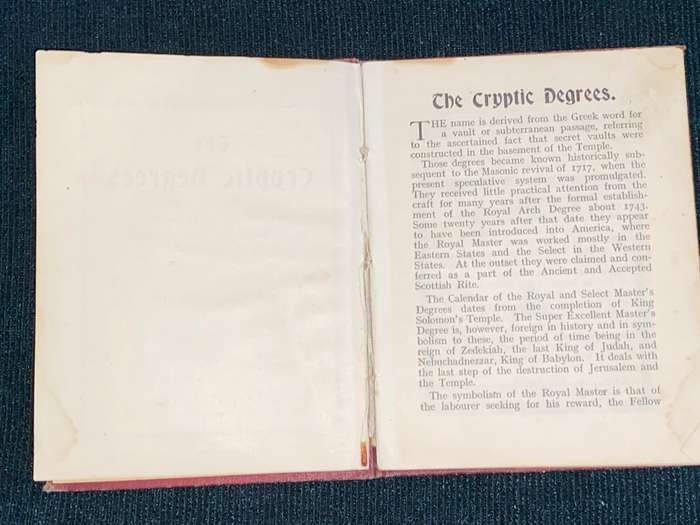 The Cryptic Degrees.
THE name is derived from the Greek word for
a vault or subterranean passage, referring
to the ascertained fact that secret vaults were
constructed in the basement of the Temple.
Those degrees became known historically sub-
sequent to the Masonic revival of 1717, when the
present speculative system was promulgated.
They received little practical attention from the
craft for many years after the formal establish-
ment of the Royal Arch Degree about 1743.
Some twenty years after that date they appear
to have been introduced into America, where
the Royal Master was worked mostly in the
Eastern States and the Select in the Western
States. At the outset they were claimed and con-
ferred as a part of the Ancient and Accepted
Scottish Rite.
The Calendar of the Royal and Select Master's
Degrees dates from the completion of King
Solomon's Temple. The Super Excellent Master's
Degree is, however, foreign in history and in sym-
bolism to these, the period of time being in the
reign of Zedekiah, the last King of Judah, and
Nebuchadnezzar, King of Babylon. It deals with
the last step of the destruction of Jerusalem and
the Temple.
The symbolism of the Royal Master is that of
the labourer seeking for his reward, the Fellow